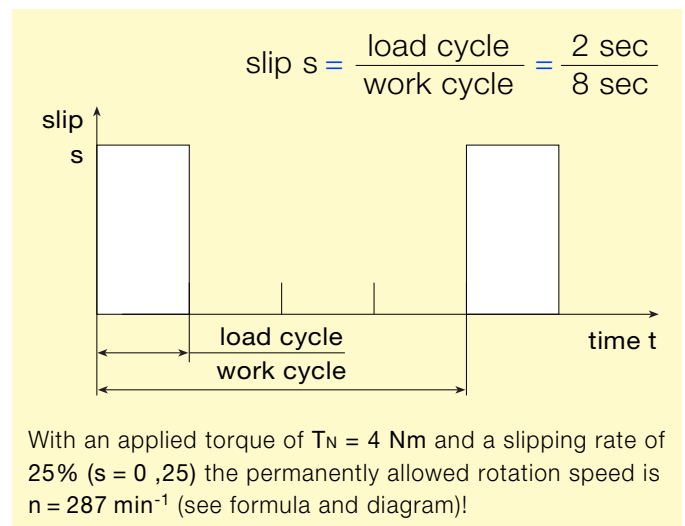 slip s = load cycle / work cycle = 2 sec / 8 sec
slip
s
load cycle
work cycle
time t
With an applied torque of TN = 4 Nm and a slipping rate of
25% (s = 0 ,25) the permanently allowed rotation speed is
n = 287 min-1 (see formula and diagram)!